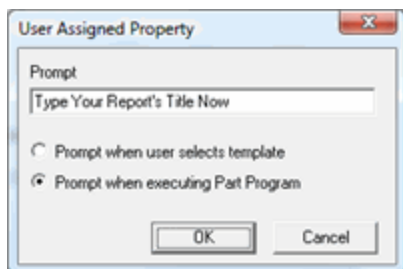 User Assigned Property
Prompt
Type Your Report's Title Now
Prompt when user selects template
Prompt when executing Part Program
OK Cancel